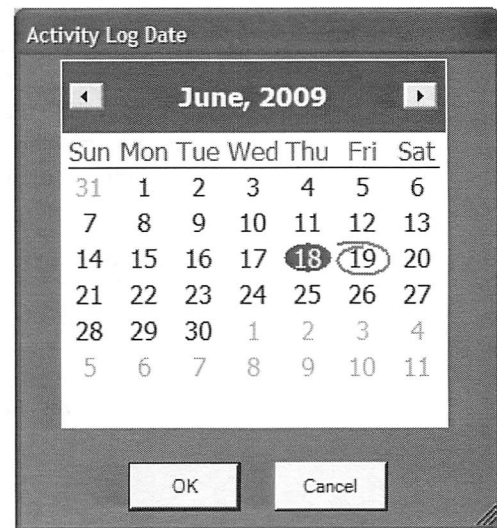 Activity Log Date
June, 2009
Sun Mon Tue Wed Thu Fri Sat
31 1 2 3 4 5 6
7 8 9 10 11 12 13
14 15 16 17 18 19 20
21 22 23 24 25 26 27
28 29 30 1 2 3 4
5 6 7 8 9 10 11
OK Cancel